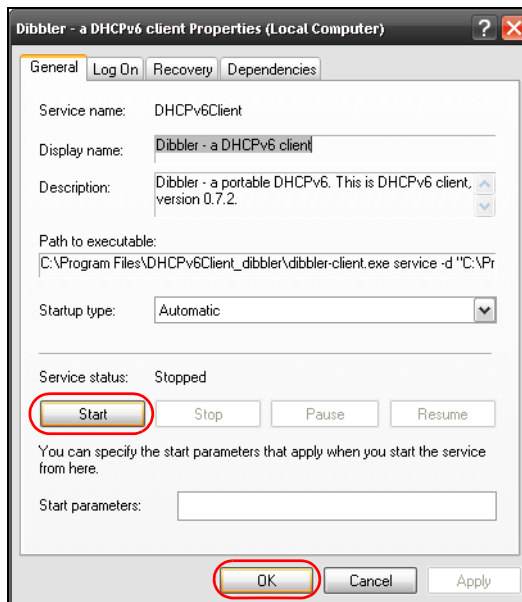 Dibbler - a DHCPv6 client Properties (Local Computer)
General Log On Recovery Dependencies
Service name: DHCPv6Client
Display name: Dibbler - a DHCPv6 client
Description: Dibbler - a portable DHCPv6. This is DHCPv6 client,
version 0.7.2.
Path to executable:
C:\Program Files\DHCPv6Client_dibbler\dibbler-client.exe service -d "C:\Pr
Startup type: Automatic
Service status: Stopped
Start Stop Pause Resume
You can specify the start parameters that apply when you start the service
from here.
Start parameters:
OK Cancel Apply